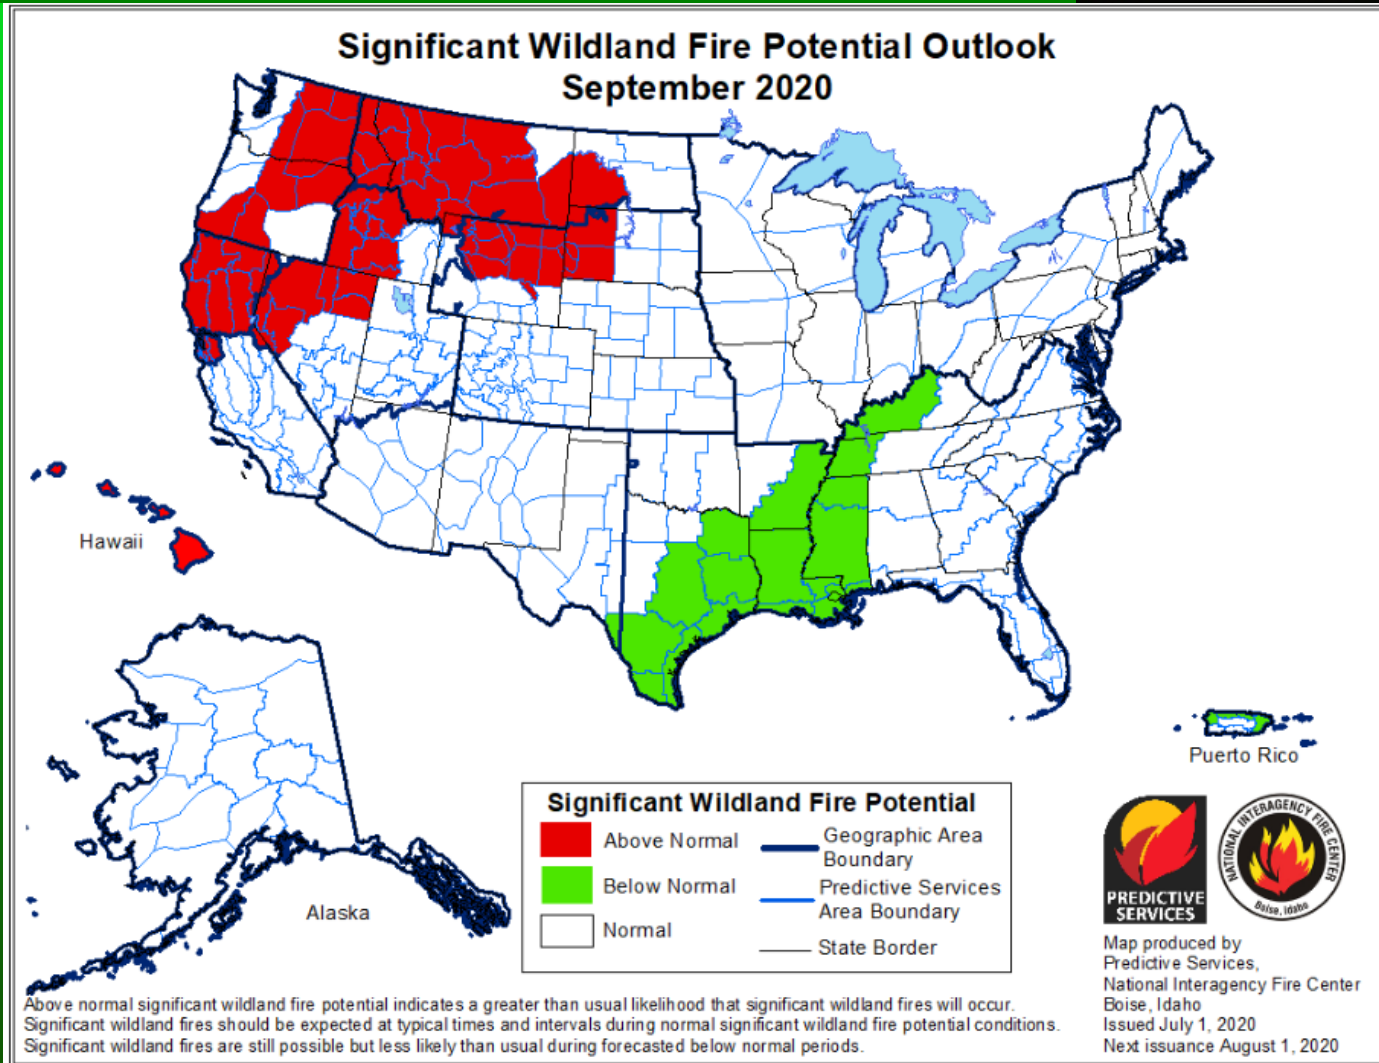 Significant Wildland Fire Potential Outlook
September 2020
Hawaii
Alaska
Puerto Rico
Significant Wildland Fire Potential
Above Normal
Below Normal
Normal
Geographic Area
Boundary
Predictive Services
Area Boundary
State Border
PREDICTIVE
SERVICES
NATIONAL INTERAGENCY FIRE CENTER
Boise, Idaho
Map produced by
Predictive Services,
National Interagency Fire Center
Boise, Idaho
Issued July 1, 2020
Next issuance August 1, 2020
Above normal significant wildland fire potential indicates a greater than usual likelihood that significant wildland fires will occur.
Significant wildland fires should be expected at typical times and intervals during normal significant wildland fire potential conditions.
Significant wildland fires are still possible but less likely than usual during forecasted below normal periods.